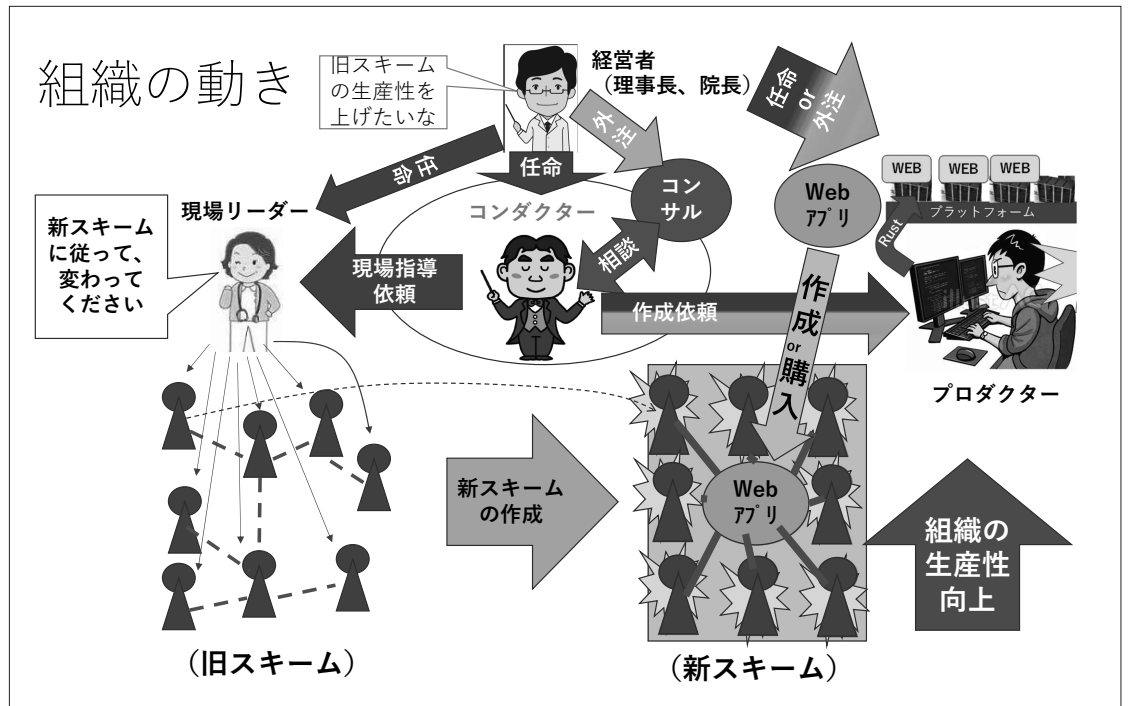 組織の動き
旧スキーム
の生産性を
上げたいな
経営者
（理事長、院長）
任命
or
外注
外注
任命
任命
コンダクター
コン
サル
Web
ｱﾌﾟﾘ
WEB
WEB
WEB
プラットフォーム
Rust
現場リーダー
新スキーム
に従って、
変わって
ください
現場指導
依頼
相談
作成依頼
作成
or
購入
プロダクター
新スキーム
の作成
Web
ｱﾌﾟﾘ
組織の
生産性
向上
（旧スキーム）
（新スキーム）